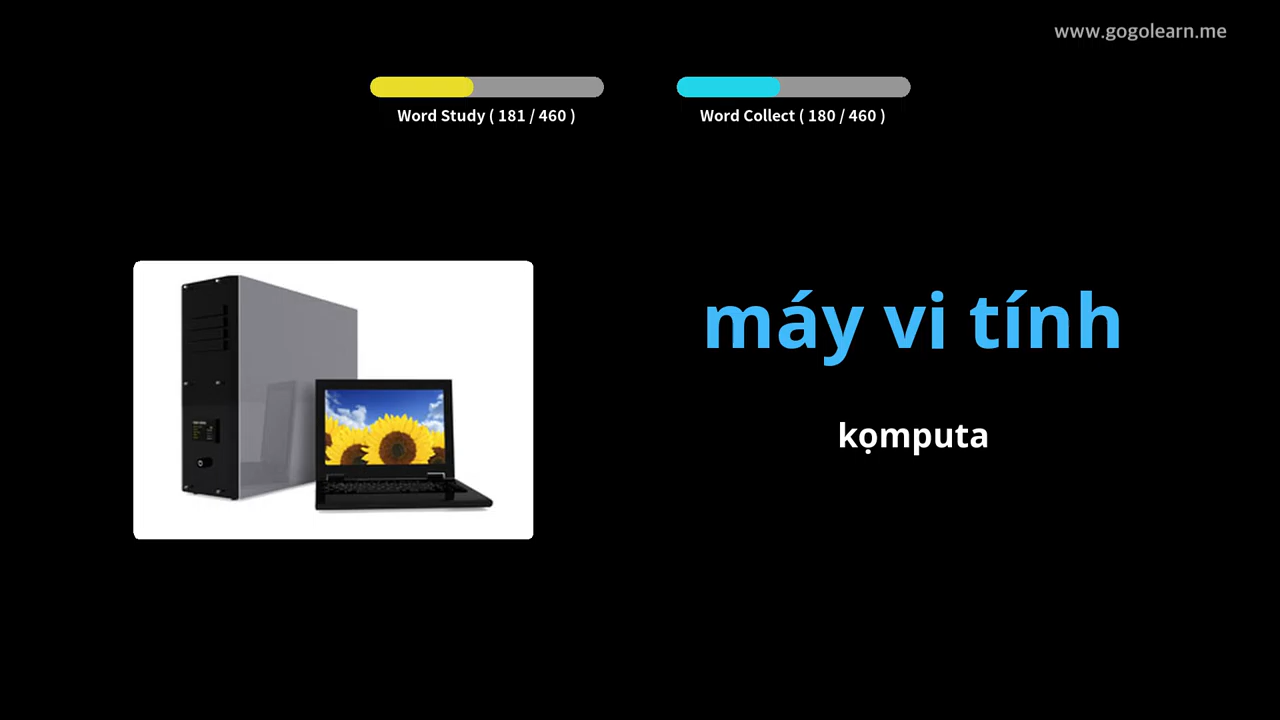 www.gogolearn.me
Word Study ( 181 / 460 )
Word Collect ( 180 / 460 )
máy vi tính
kọmputa